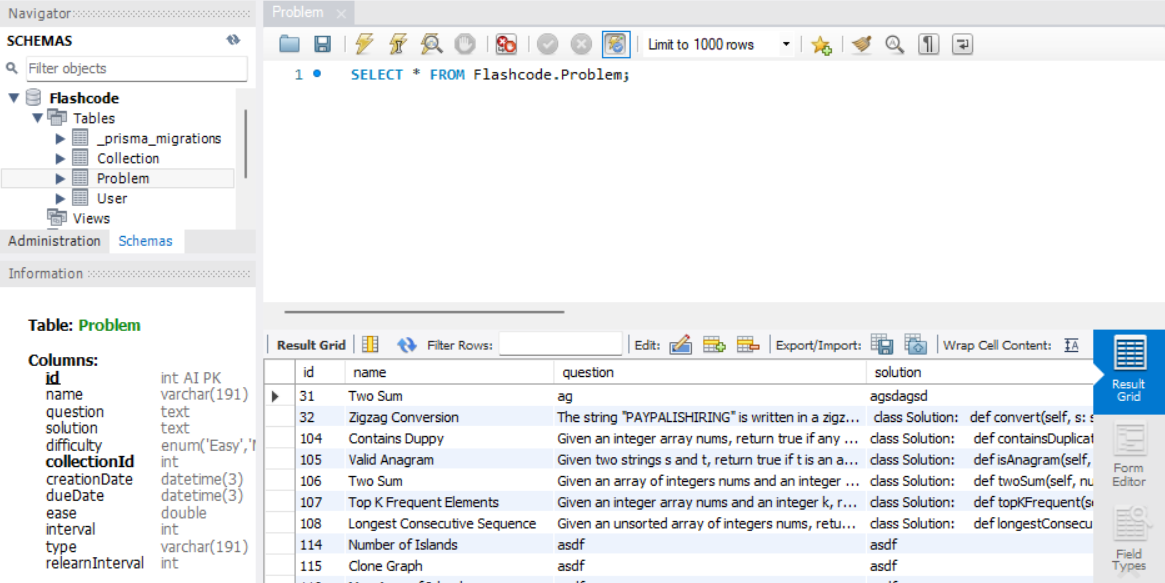 Navigator
SCHEMAS
Filter objects
Flashcode
Tables
_prisma_migrations
Collection
Problem
User
Views
Administration Schemas
Information
Table: Problem
Columns:
id int AI PK
name varchar(191)
question text
solution text
difficulty enum('Easy','
collectionId int
creationDate datetime(3)
dueDate datetime(3)
ease double
interval int
type varchar(191)
relearnInterval int
Problem
Limit to 1000 rows
1 SELECT * FROM Flashcode.Problem;
Result Grid Filter Rows: Edit: Export/Import: Wrap Cell Content:
id name question solution
31 Two Sum ag agsdagsd
32 Zigzag Conversion The string "PAYPALISHIRING" is written in a zigz... class Solution: def convert(self, s:
104 Contains Duppy Given an integer array nums, return true if any ... class Solution: def containsDuplicat
105 Valid Anagram Given two strings s and t, return true if t is an a... class Solution: def isAnagram(self,
106 Two Sum Given an array of integers nums and an integer ... class Solution: def twoSum(self, nu
107 Top K Frequent Elements Given an integer array nums and an integer k, r... class Solution: def topKFrequent(s
108 Longest Consecutive Sequence Given an unsorted array of integers nums, retu... class Solution: def longestConsecu
114 Number of Islands asdf asdf
115 Clone Graph asdf asdf
Result
Grid
Form
Editor
Field
Types